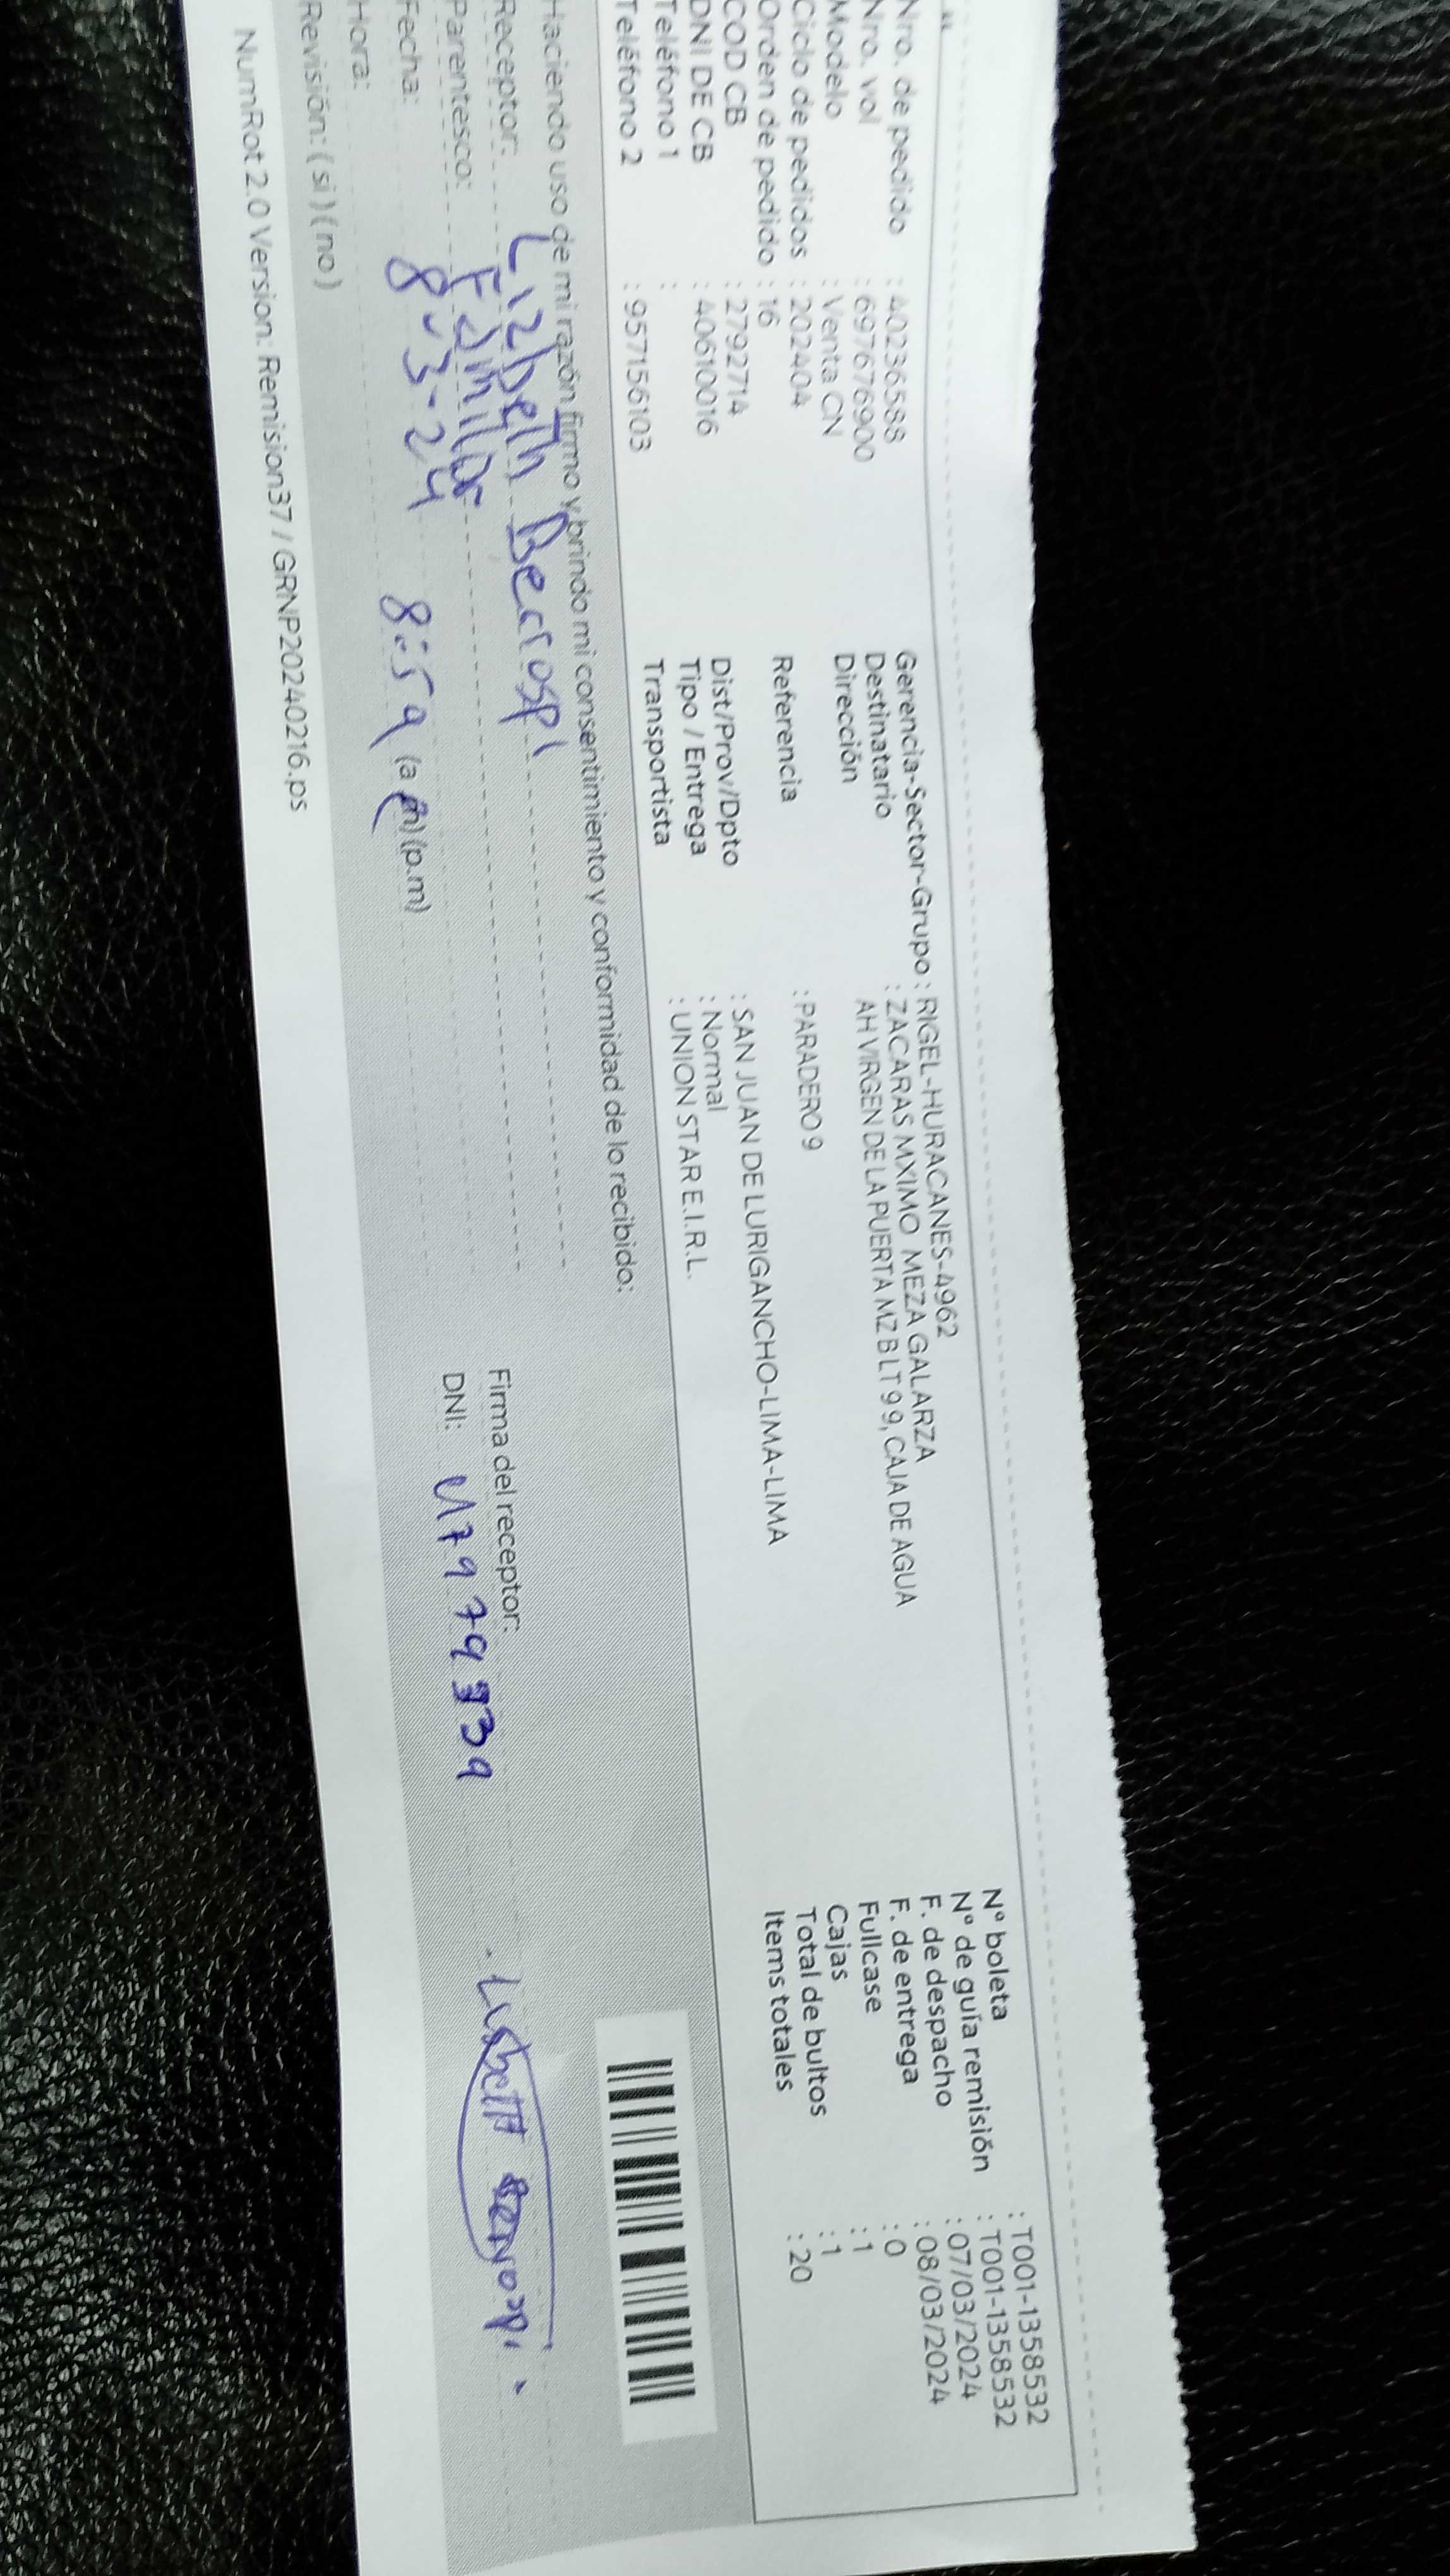 Nro. de pedido : 40236588
Nro. vol : 697676900
Modelo : Venta CN
Ciclo de pedidos : 202404
Orden de pedido : 16
COD CB : 2792714
DNI DE CB : 40610016
Teléfono 1 :
Teléfono 2 : 957156103
Gerencia-Sector-Grupo : RIGEL-HURACANES-4962
Destinatario : ZACARAS MXIMO MEZA GALARZA
Dirección AH VIRGEN DE LA PUERTA MZ B LT 9 9, CAJA DE AGUA
Referencia : PARADERO 9
Dist/Prov/Dpto : SAN JUAN DE LURIGANCHO-LIMA-LIMA
Tipo / Entrega : Normal
Transportista : UNION STAR E.I.R.L.
Nº boleta : T001-1358532
Nº de guía remisión : T001-1358532
F. de despacho : 07/03/2024
F. de entrega : 08/03/2024
Fullcase : 0
Cajas : 1
Total de bultos : 1
Items totales : 20
Haciendo uso de mi razón firmo y brindo mi consentimiento y conformidad de lo recibido:
Receptor: Lizbeth
Parentesco: Familiar
Fecha: 8-3-24
Hora: 8:59 (a m) (p.m)
Revisión: ( si ) ( no )
Firma del receptor:
DNI:
NumRot 2.0 Version: Remision37 / GRNP20240216.ps